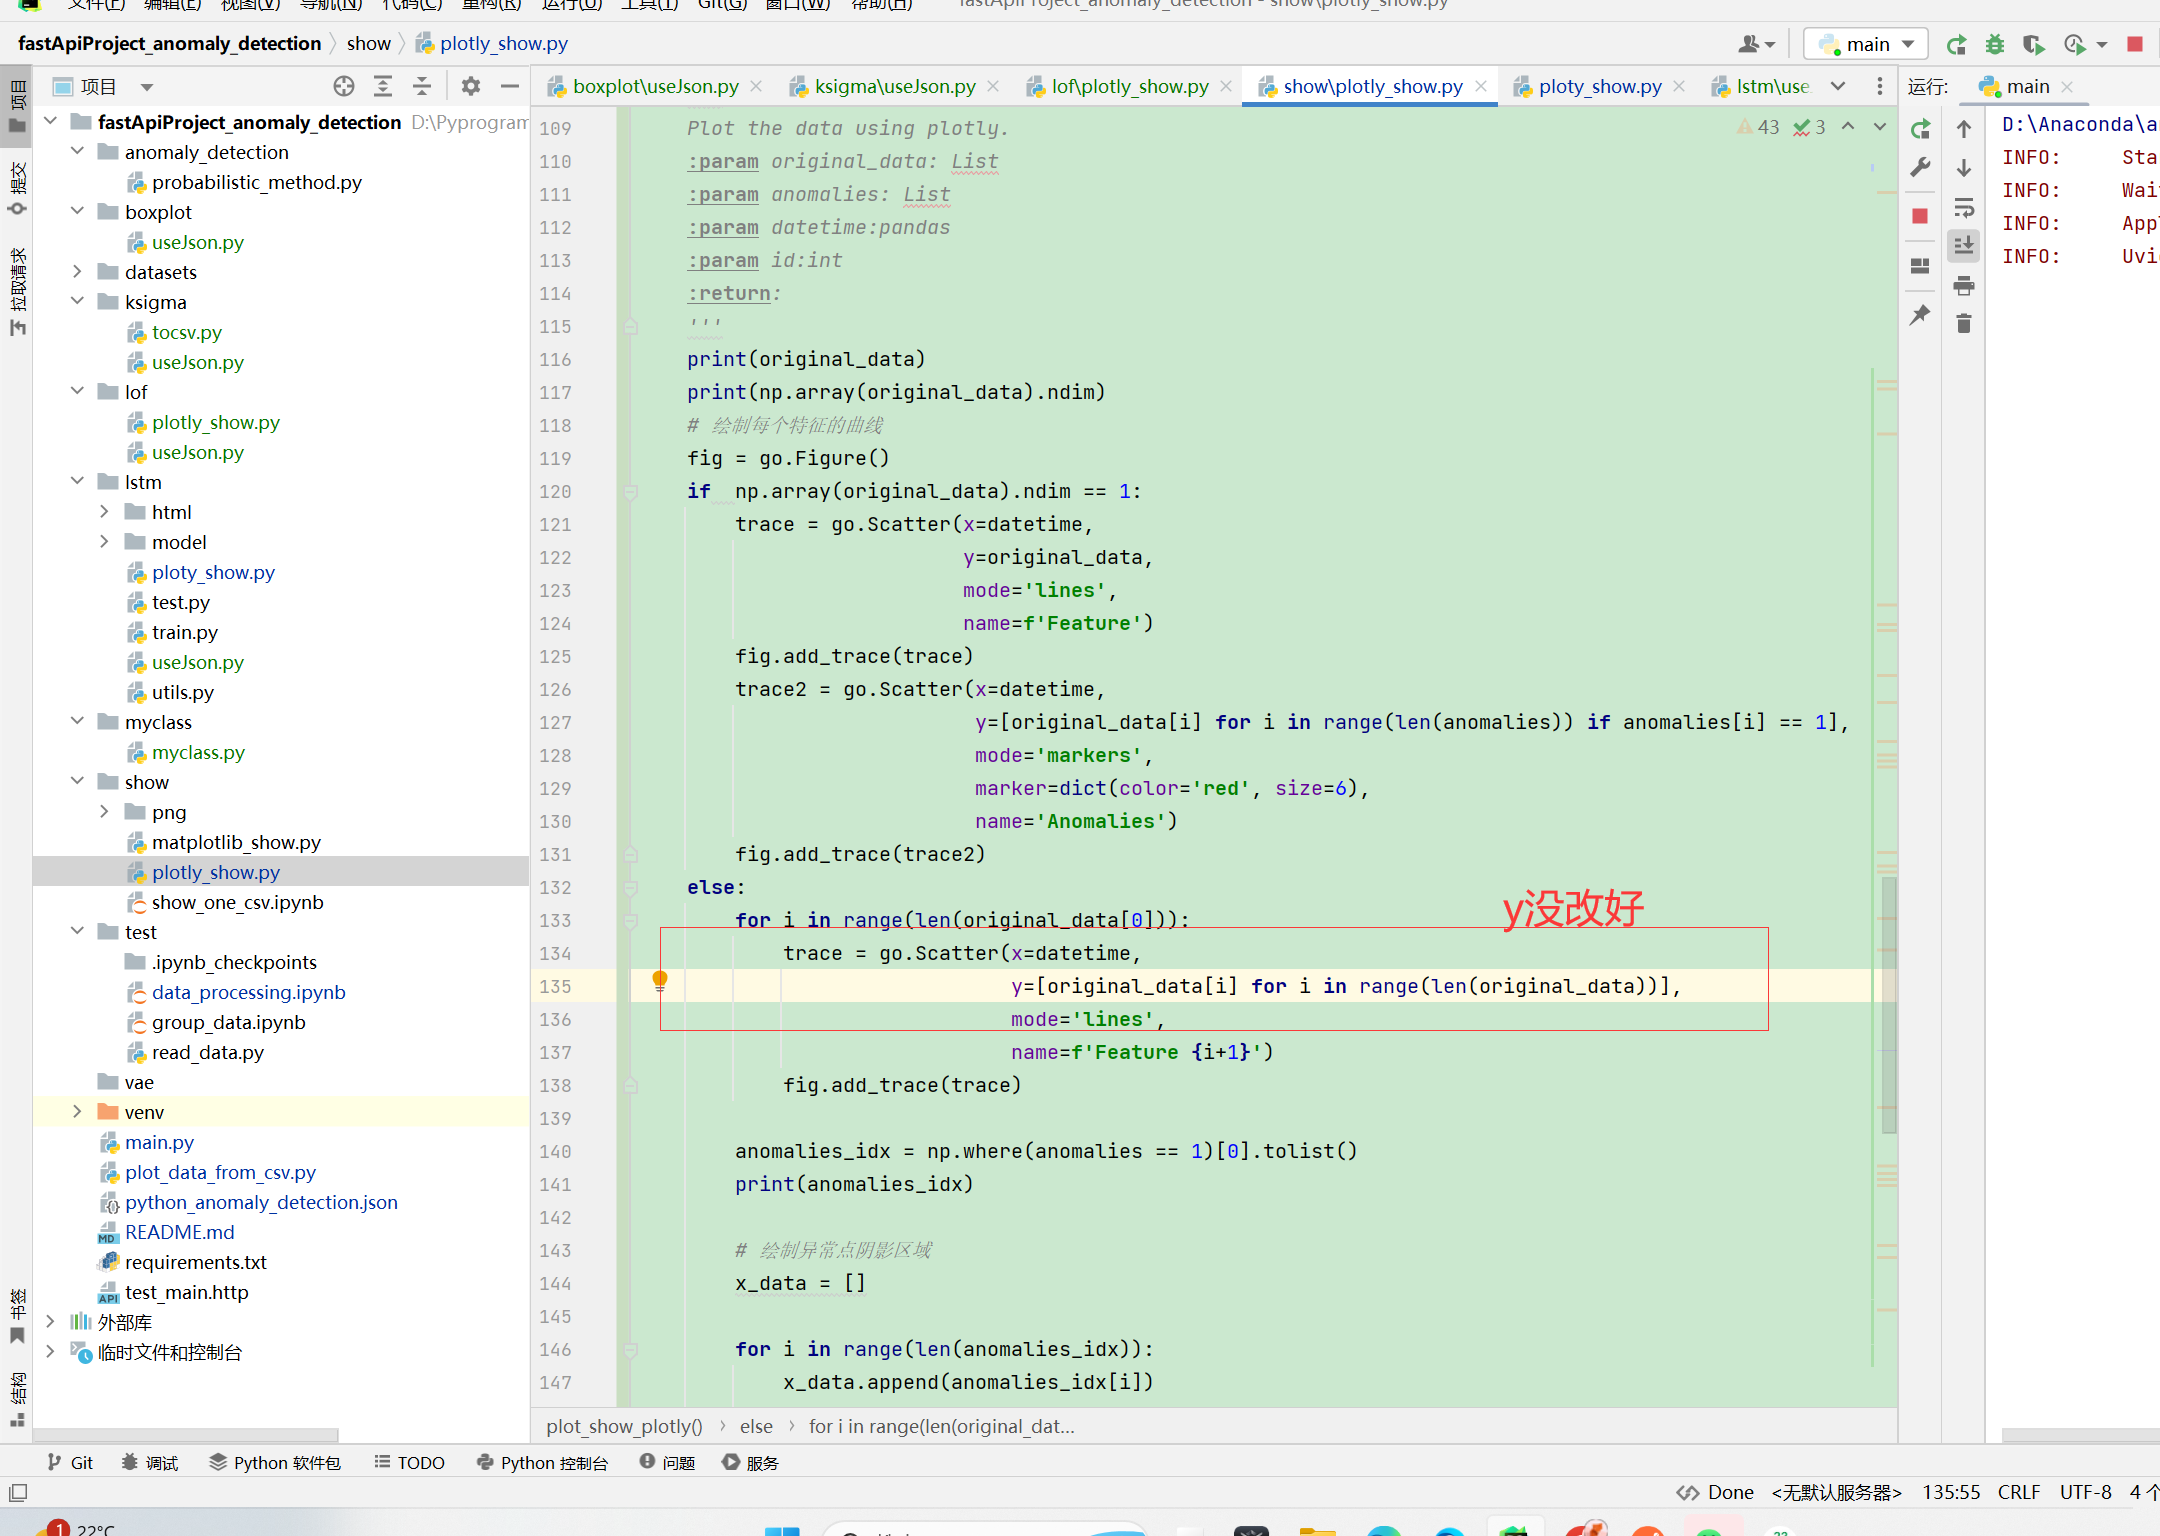 文件(F) 编辑(E) 视图(V) 导航(N) 代码(C) 重构(R) 运行(U) 工具(T) Git(G) 窗口(W) 帮助(H) fastApiProject_anomaly_detection - show\plotly_show.py
fastApiProject_anomaly_detection show plotly_show.py main
项目 boxplot\useJson.py ksigma\useJson.py lof\plotly_show.py show\plotly_show.py ploty_show.py lstm\use 运行: main
项目
提交
拉取请求
书签
结构
fastApiProject_anomaly_detection D:\Pyprogram
anomaly_detection
probabilistic_method.py
boxplot
useJson.py
datasets
ksigma
tocsv.py
useJson.py
lof
plotly_show.py
useJson.py
lstm
html
model
ploty_show.py
test.py
train.py
useJson.py
utils.py
myclass
myclass.py
show
png
matplotlib_show.py
plotly_show.py
show_one_csv.ipynb
test
.ipynb_checkpoints
data_processing.ipynb
group_data.ipynb
read_data.py
vae
venv
main.py
plot_data_from_csv.py
python_anomaly_detection.json
README.md
requirements.txt
test_main.http
外部库
临时文件和控制台
43 3
109 Plot the data using plotly.
110 :param original_data: List
111 :param anomalies: List
112 :param datetime:pandas
113 :param id:int
114 :return:
115 '''
116 print(original_data)
117 print(np.array(original_data).ndim)
118 # 绘制每个特征的曲线
119 fig = go.Figure()
120 if  np.array(original_data).ndim == 1:
121 trace = go.Scatter(x=datetime,
122 y=original_data,
123 mode='lines',
124 name=f'Feature')
125 fig.add_trace(trace)
126 trace2 = go.Scatter(x=datetime,
127 y=[original_data[i] for i in range(len(anomalies)) if anomalies[i] == 1],
128 mode='markers',
129 marker=dict(color='red', size=6),
130 name='Anomalies')
131 fig.add_trace(trace2)
132 else:
y没改好
133 for i in range(len(original_data[0])):
134 trace = go.Scatter(x=datetime,
135 y=[original_data[i] for i in range(len(original_data))],
136 mode='lines',
137 name=f'Feature {i+1}')
138 fig.add_trace(trace)
139
140 anomalies_idx = np.where(anomalies == 1)[0].tolist()
141 print(anomalies_idx)
142
143 # 绘制异常点阴影区域
144 x_data = []
145
146 for i in range(len(anomalies_idx)):
147 x_data.append(anomalies_idx[i])
plot_show_plotly() else for i in range(len(original_dat...
D:\Anaconda\a
INFO: Sta
INFO: Wai
INFO: App
INFO: Uvi
Git 调试 Python 软件包 TODO Python 控制台 问题 服务
Done <无默认服务器> 135:55 CRLF UTF-8 4 个
1 22°C